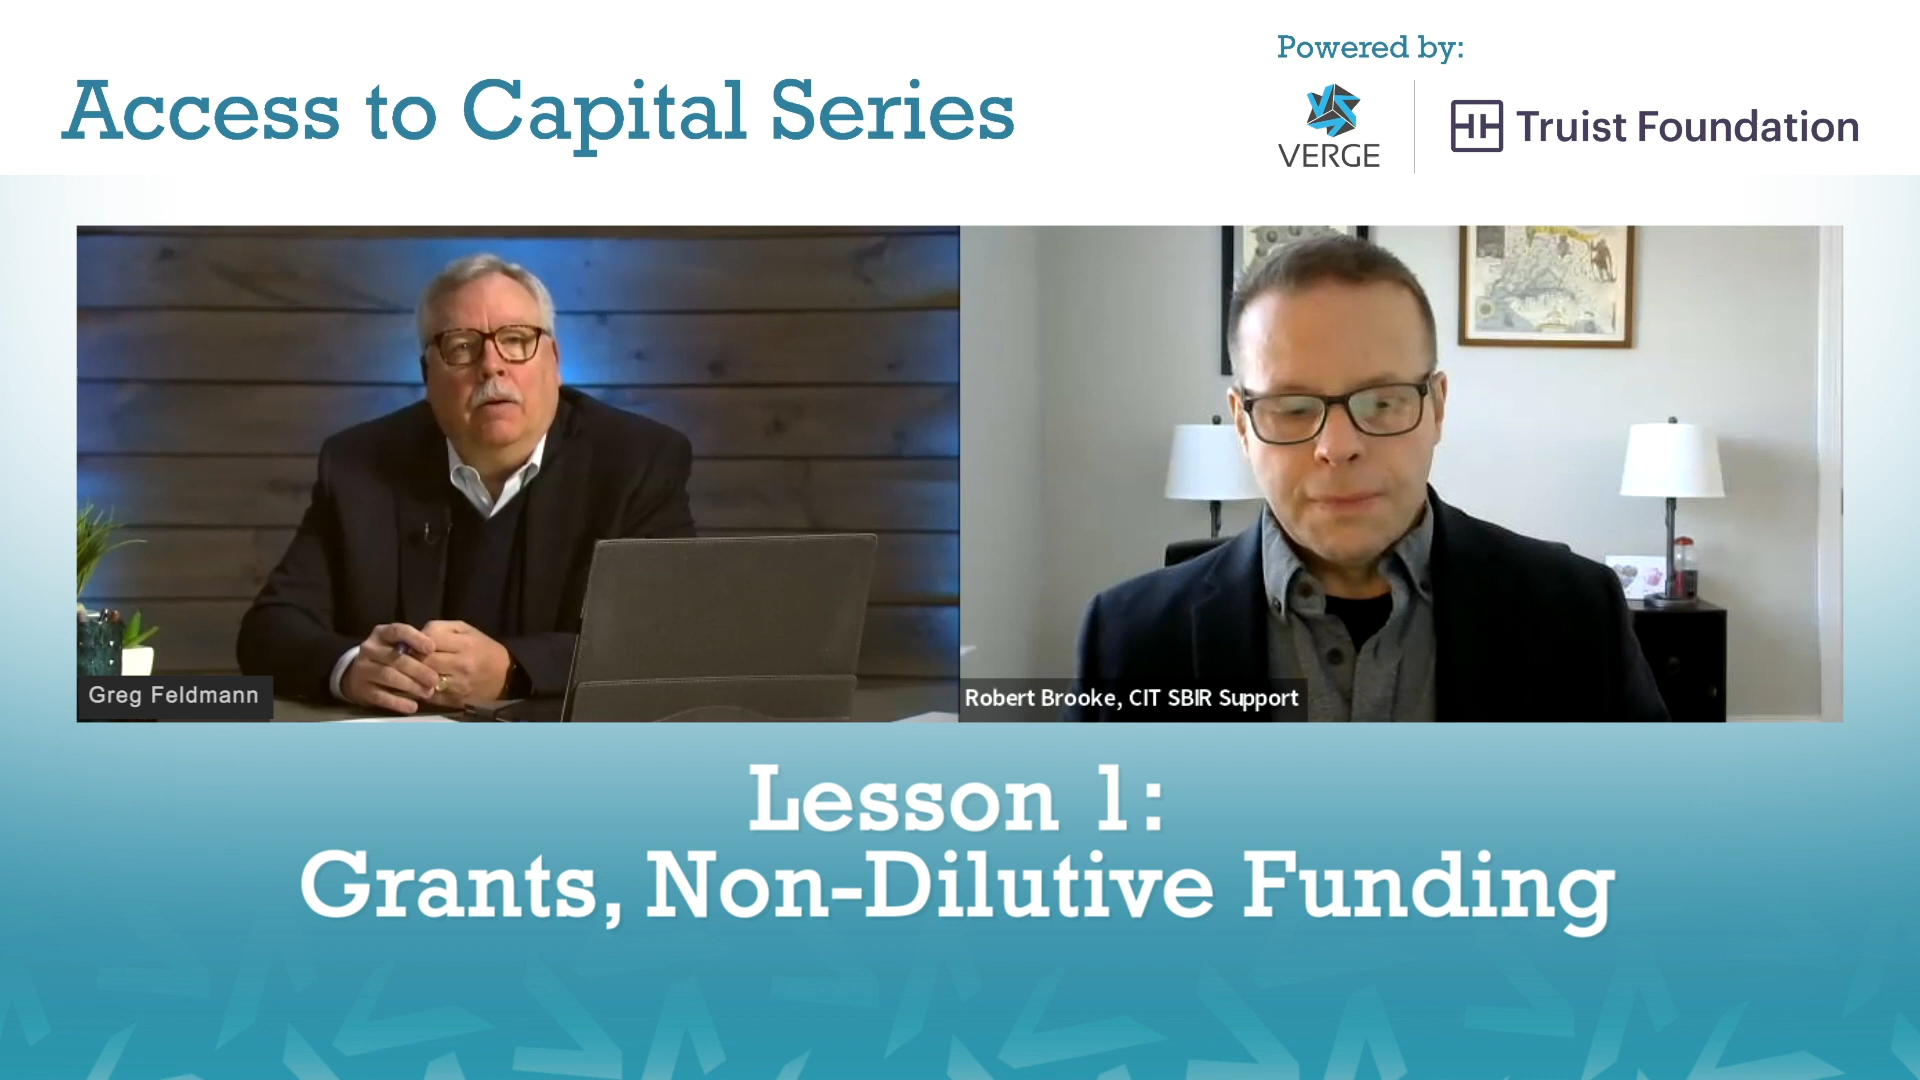 Powered by:
Access to Capital Series
VERGE
Truist Foundation
Greg Feldmann
Robert Brooke, CIT SBIR Support
Lesson 1:
Grants, Non-Dilutive Funding